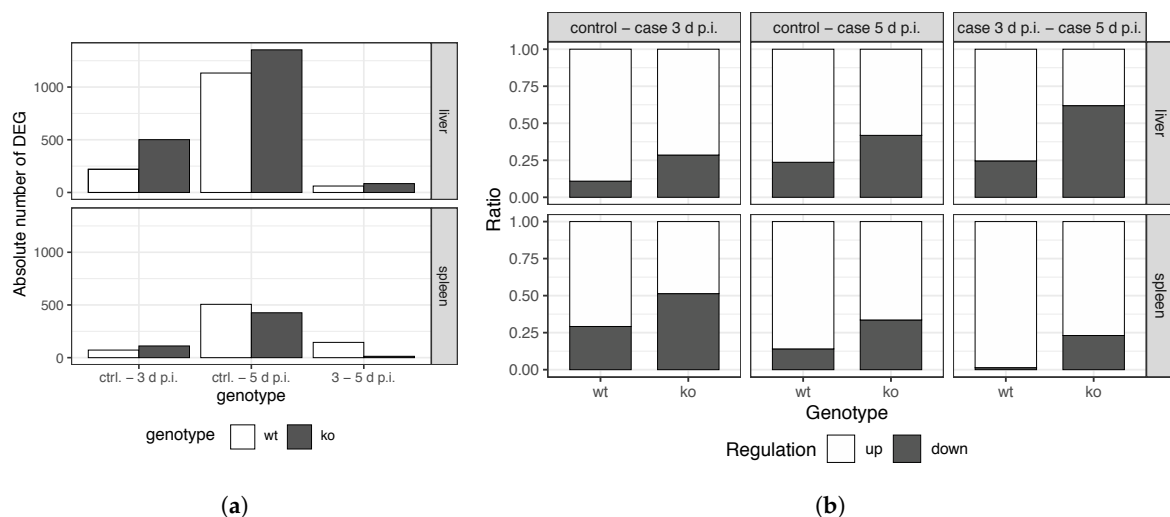 Absolute number of DEG
1000
500
0
liver
1000
500
0
spleen
ctrl. – 3 d p.i. ctrl. – 5 d p.i. 3 – 5 d p.i.
genotype
genotype wt ko
(a)
control – case 3 d p.i. control – case 5 d p.i. case 3 d p.i. – case 5 d p.i.
Ratio
1.00
0.75
0.50
0.25
0.00
liver
1.00
0.75
0.50
0.25
0.00
spleen
wt ko wt ko wt ko
Genotype
Regulation up down
(b)